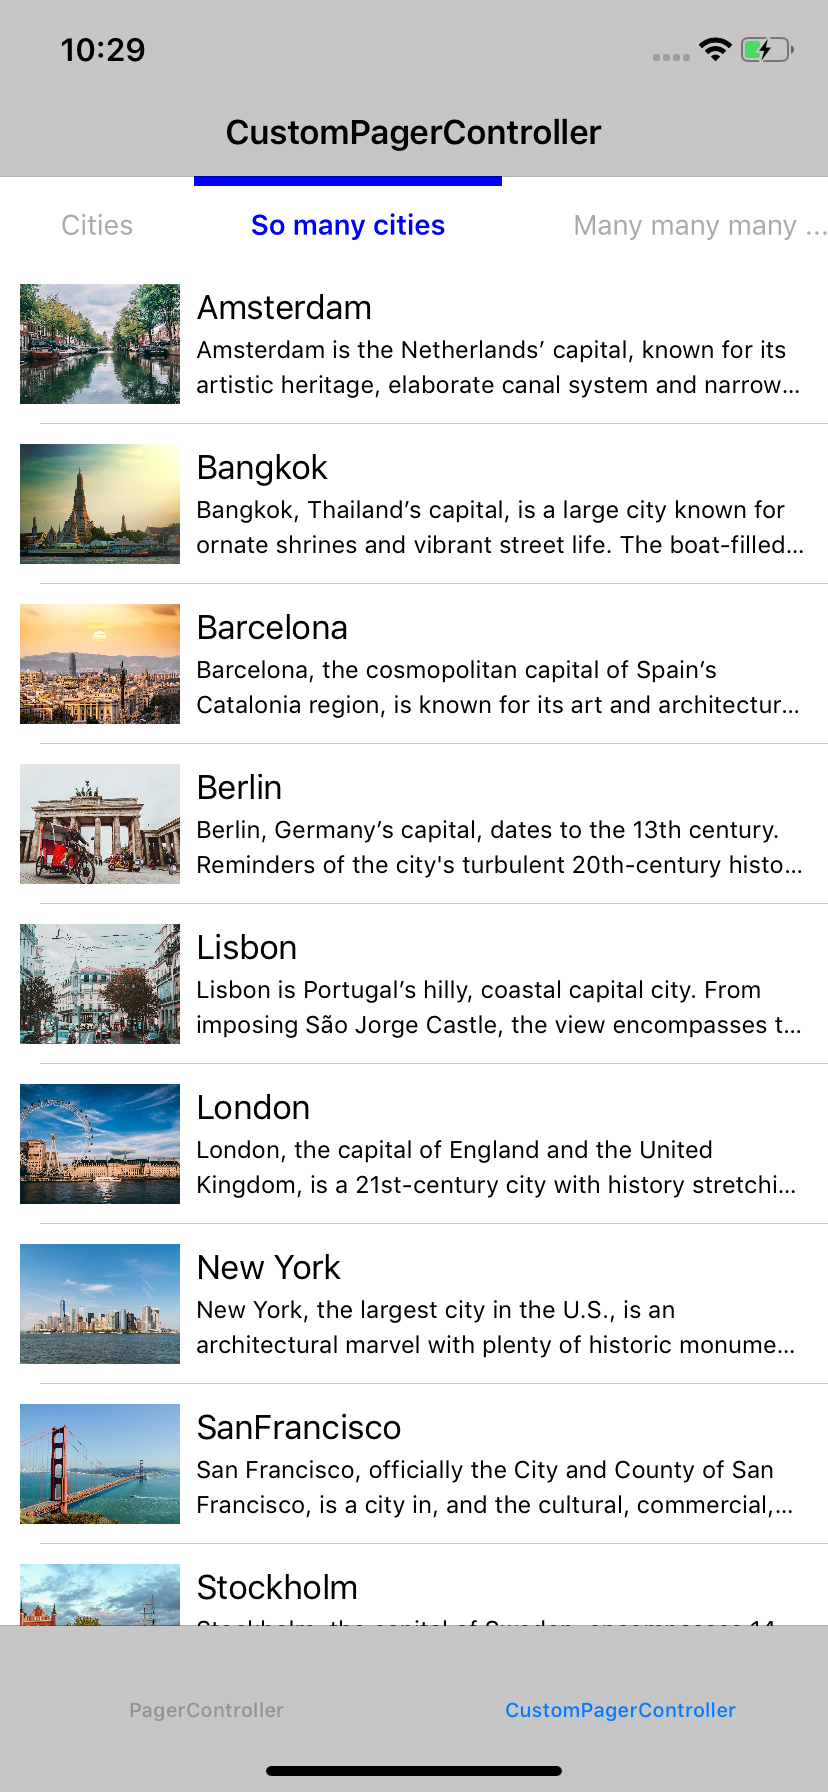 10:29
CustomPagerController
Cities
So many cities
Many many many ...
Amsterdam
Amsterdam is the Netherlands’ capital, known for its
artistic heritage, elaborate canal system and narrow...
Bangkok
Bangkok, Thailand’s capital, is a large city known for
ornate shrines and vibrant street life. The boat-filled...
Barcelona
Barcelona, the cosmopolitan capital of Spain’s
Catalonia region, is known for its art and architectur...
Berlin
Berlin, Germany’s capital, dates to the 13th century.
Reminders of the city's turbulent 20th-century histo...
Lisbon
Lisbon is Portugal’s hilly, coastal capital city. From
imposing São Jorge Castle, the view encompasses t...
London
London, the capital of England and the United
Kingdom, is a 21st-century city with history stretchi...
New York
New York, the largest city in the U.S., is an
architectural marvel with plenty of historic monume...
SanFrancisco
San Francisco, officially the City and County of San
Francisco, is a city in, and the cultural, commercial,...
Stockholm
Stockholm, the capital of Sweden, encompasses 14
PagerController
CustomPagerController